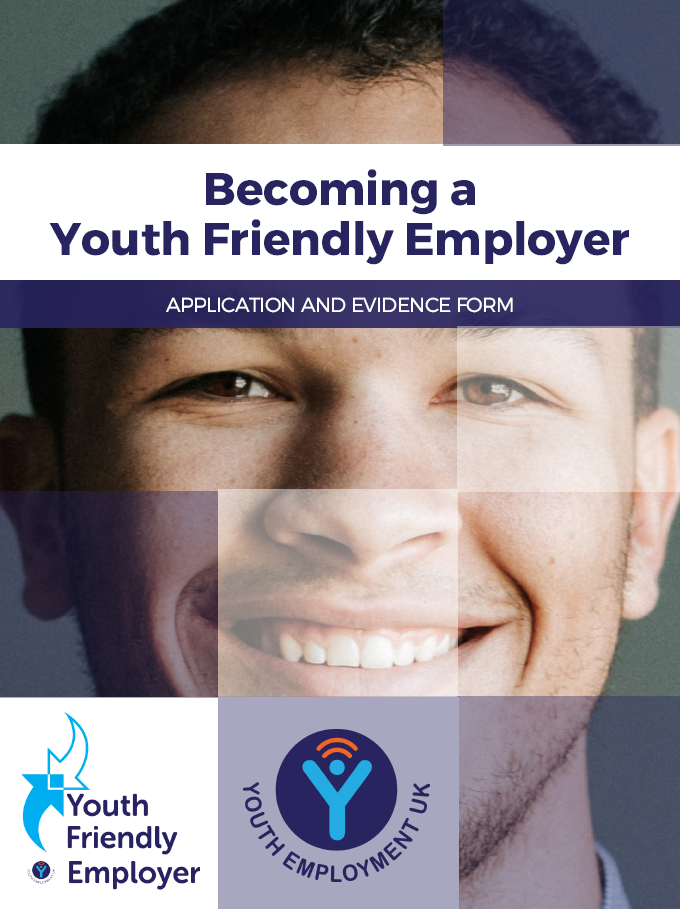 Becoming a
Youth Friendly Employer
APPLICATION AND EVIDENCE FORM
Youth
Friendly
Employer
YOUTH EMPLOYMENT UK